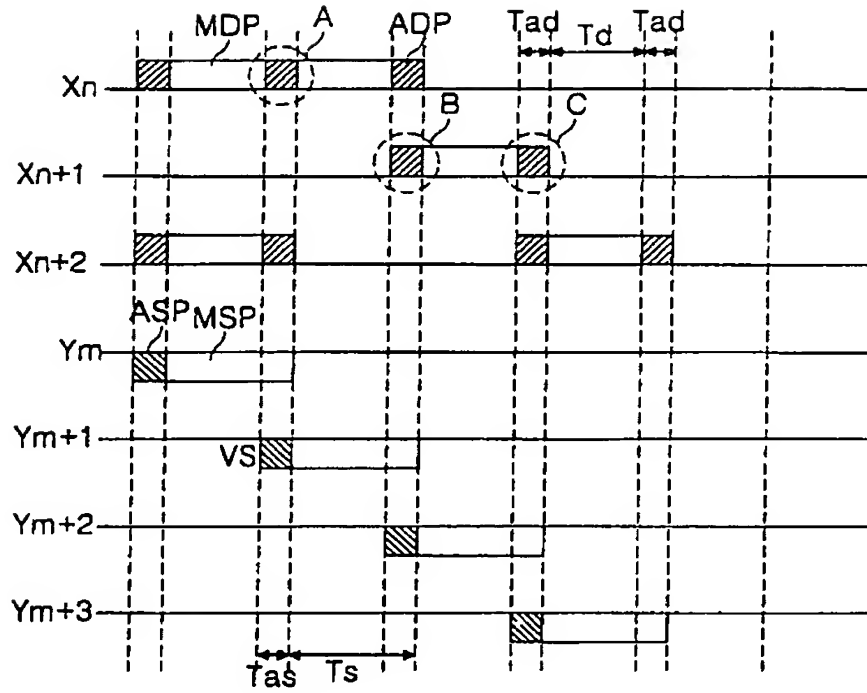 MDP A ADP Tad Td Tad
Xn
B C
Xn+1
Xn+2
ASP MSP
Ym
Ym+1 VS
Ym+2
Ym+3
Tas Ts